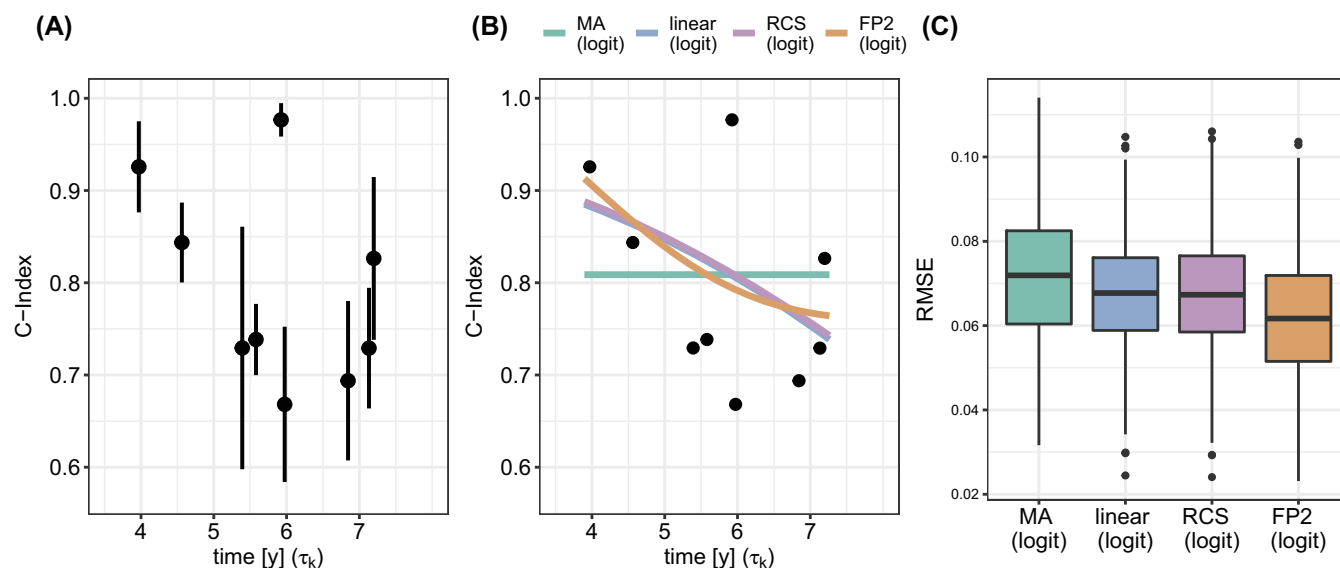 (A)
1.0
0.9
0.8
0.7
0.6
C−Index
4 5 6 7
time [y] (τk)
(B)
MA
(logit)
linear
(logit)
RCS
(logit)
FP2
(logit)
1.0
0.9
0.8
0.7
0.6
C−Index
4 5 6 7
time [y] (τk)
(C)
0.10
0.08
0.06
0.04
0.02
RMSE
MA
(logit)
linear
(logit)
RCS
(logit)
FP2
(logit)